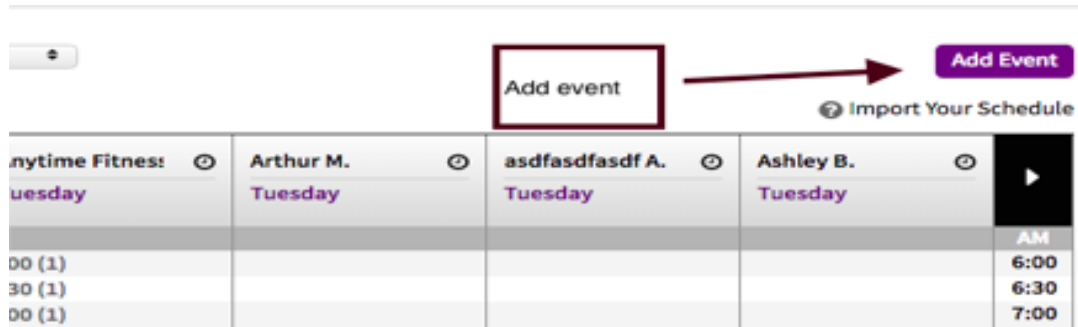 Add event
Add Event
Import Your Schedule
nytime Fitness
Arthur M.
asdfasdfasdf A.
Ashley B.
uesday
Tuesday
Tuesday
Tuesday
AM
00 (1)
6:00
30 (1)
6:30
00 (1)
7:00